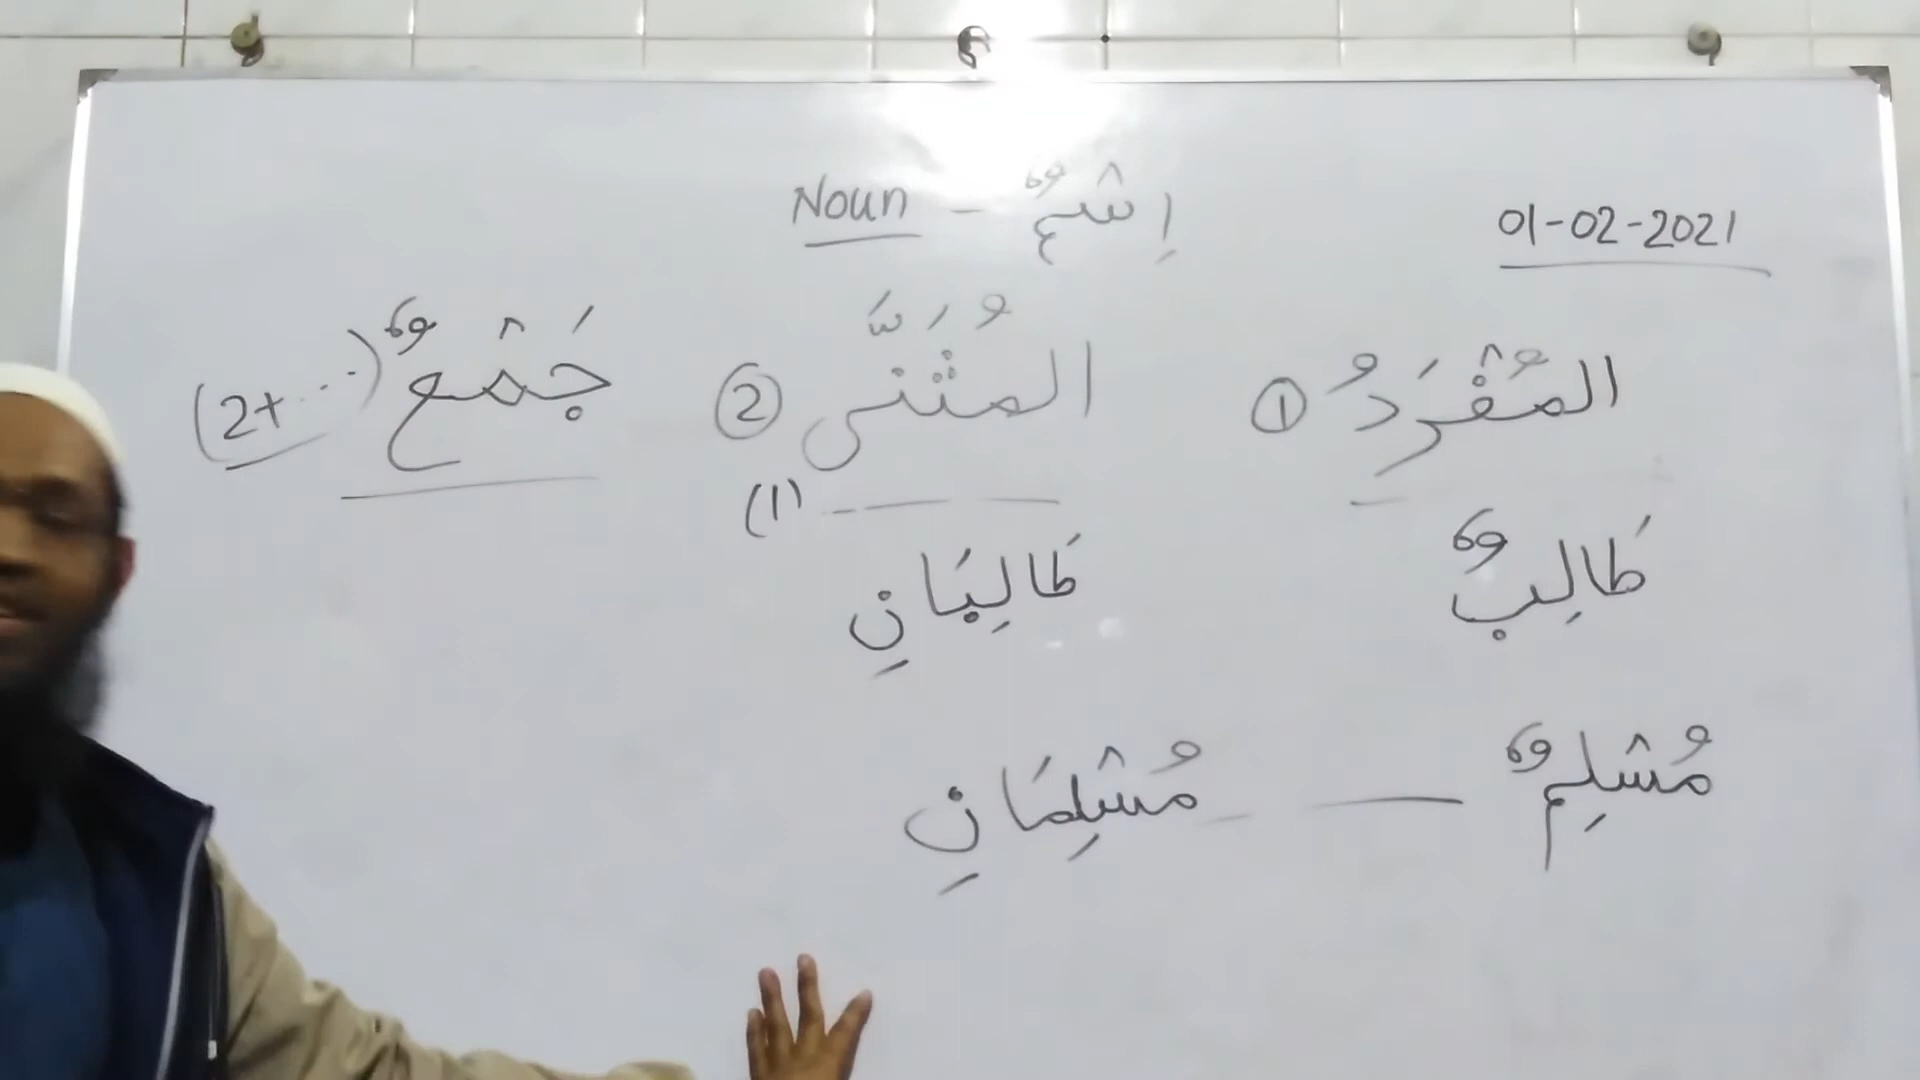 01-02-2021
اِسْمٌ - Noun
المُفْرَدُ ①
المُثَنَّى ②
جَمْعٌ (2+...)
(1)
طَالِبٌ
طَالِبَانِ
مُسْلِمٌ — مُسْلِمَانِ